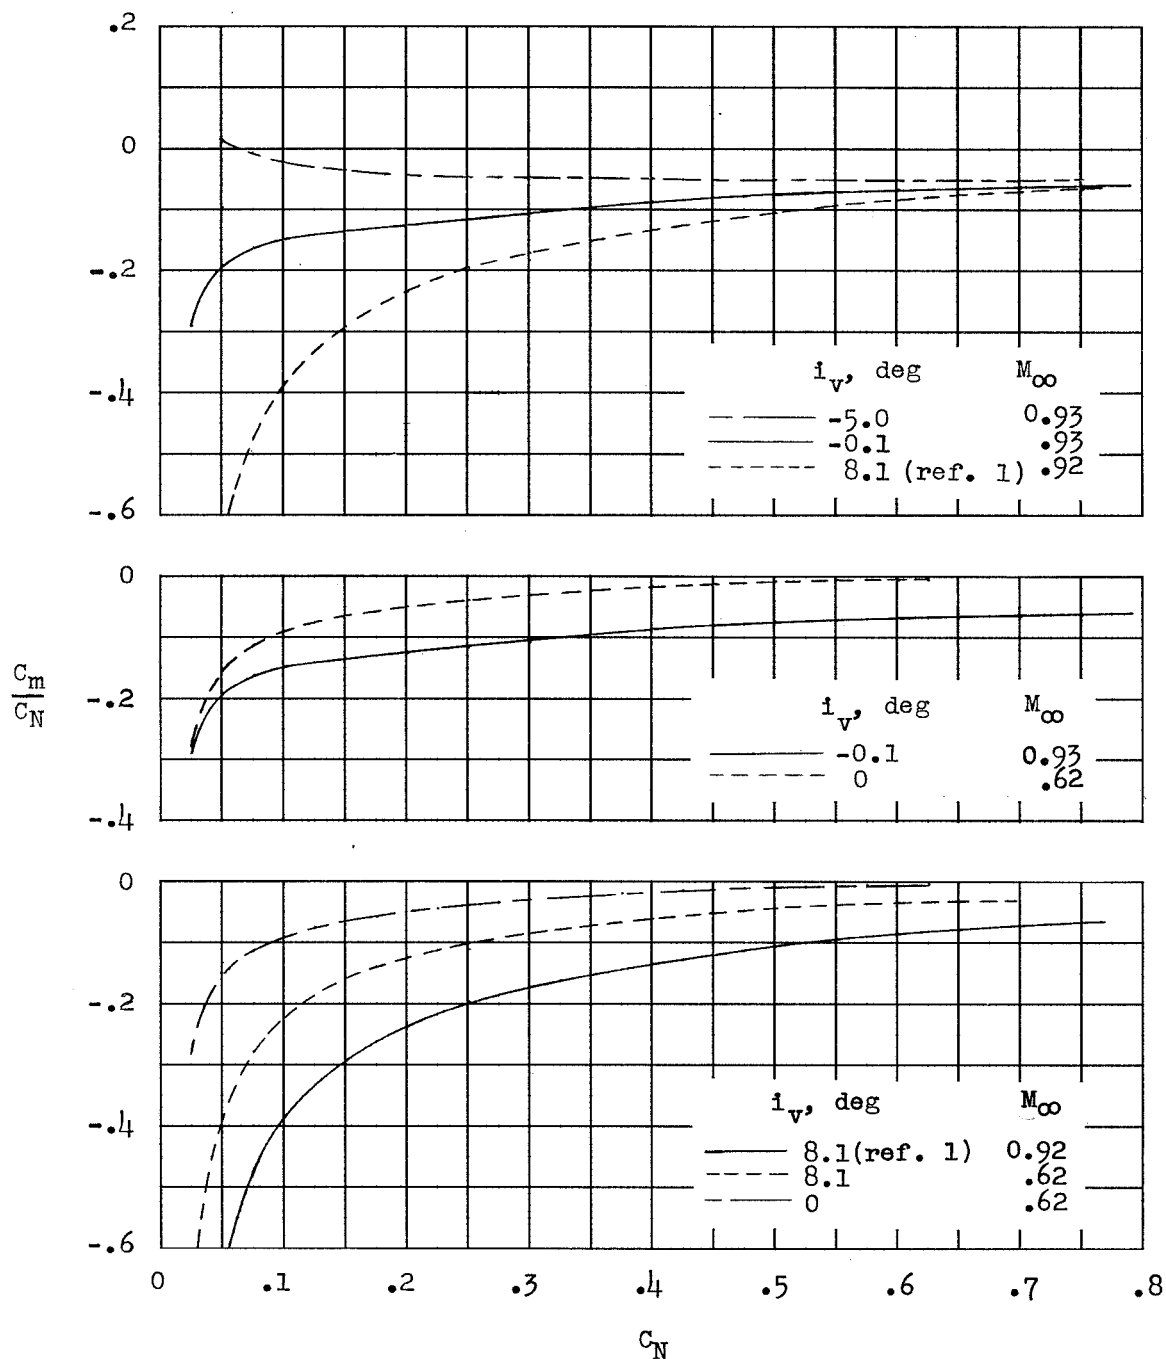 .2
0
-.2
-.4
-.6
i_v, deg M_∞
-5.0 0.93
-0.1 .93
8.1 (ref. 1) .92
0
-.2
-.4
C_m
C_N
i_v, deg M_∞
-0.1 0.93
0 .62
0
-.2
-.4
-.6
i_v, deg M_∞
8.1(ref. 1) 0.92
8.1 .62
0 .62
0 .1 .2 .3 .4 .5 .6 .7 .8
C_N